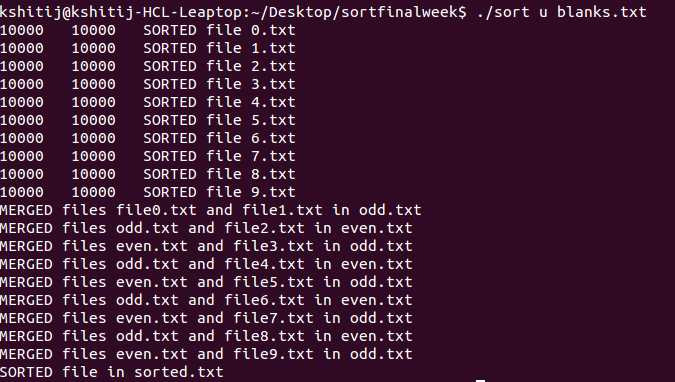 kshitij@kshitij-HCL-Leaptop:~/Desktop/sortfinalweek$ ./sort u blanks.txt
10000   10000   SORTED file 0.txt
10000   10000   SORTED file 1.txt
10000   10000   SORTED file 2.txt
10000   10000   SORTED file 3.txt
10000   10000   SORTED file 4.txt
10000   10000   SORTED file 5.txt
10000   10000   SORTED file 6.txt
10000   10000   SORTED file 7.txt
10000   10000   SORTED file 8.txt
10000   10000   SORTED file 9.txt
MERGED files file0.txt and file1.txt in odd.txt
MERGED files odd.txt and file2.txt in even.txt
MERGED files even.txt and file3.txt in odd.txt
MERGED files odd.txt and file4.txt in even.txt
MERGED files even.txt and file5.txt in odd.txt
MERGED files odd.txt and file6.txt in even.txt
MERGED files even.txt and file7.txt in odd.txt
MERGED files odd.txt and file8.txt in even.txt
MERGED files even.txt and file9.txt in odd.txt
SORTED file in sorted.txt